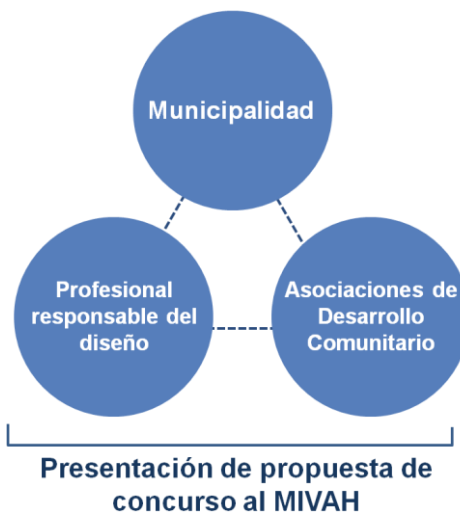 Municipalidad
Profesional
responsable del
diseño
Asociaciones de
Desarrollo
Comunitario
Presentación de propuesta de
concurso al MIVAH